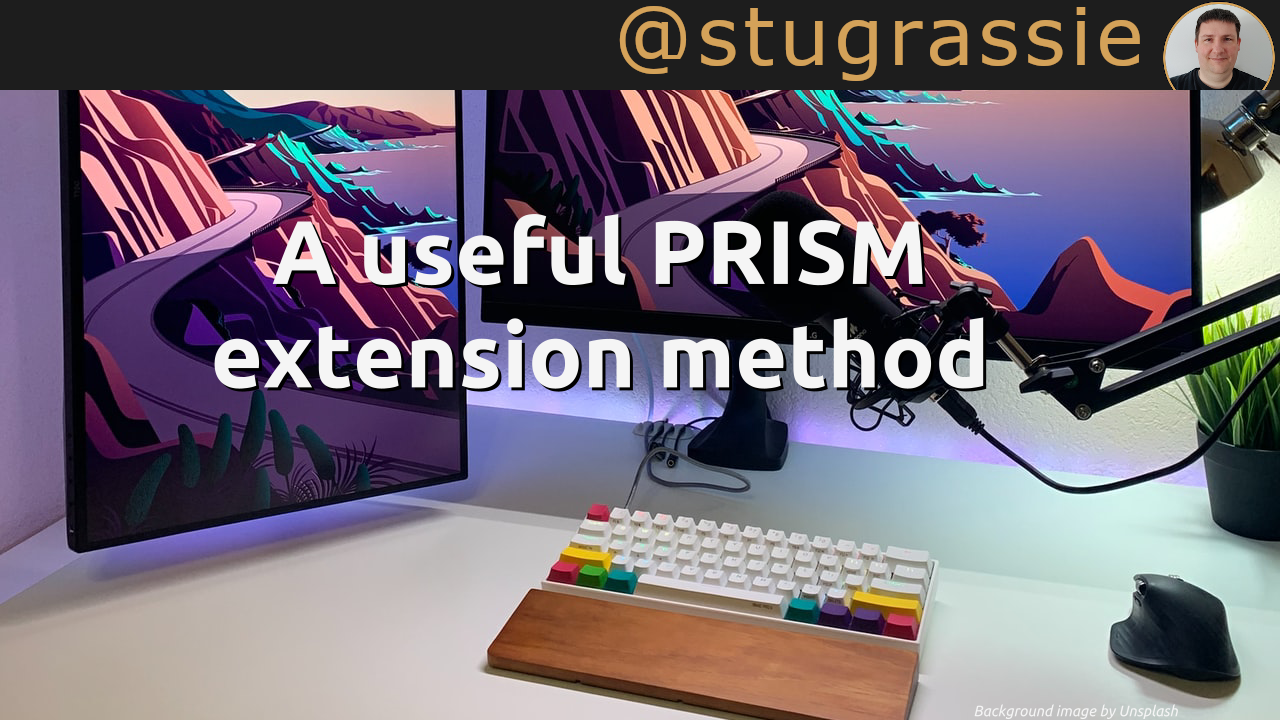 @stugrassie
A useful PRISM
extension method
Background image by Unsplash